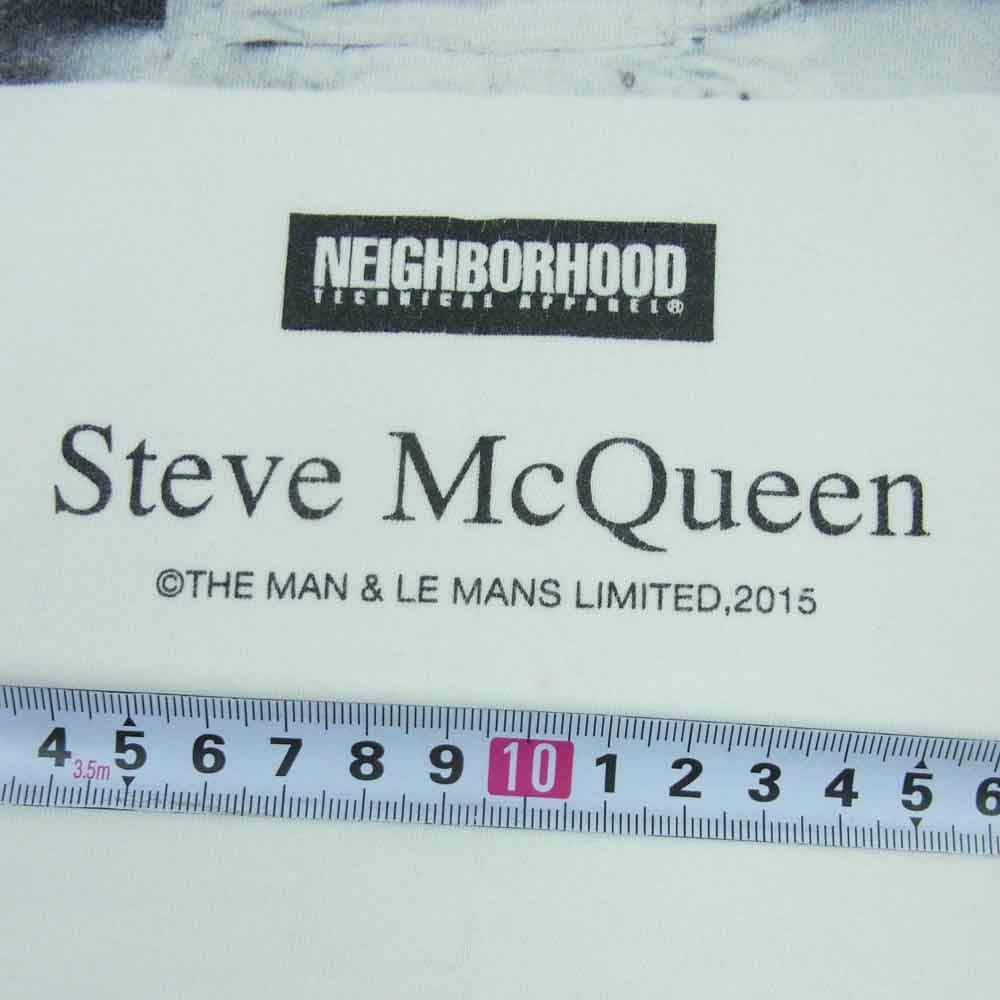 NEIGHBORHOOD
TECHNICAL APPAREL®
Steve McQueen
©THE MAN & LE MANS LIMITED,2015
4 3.5m 5 6 7 8 9 10 1 2 3 4 5 6